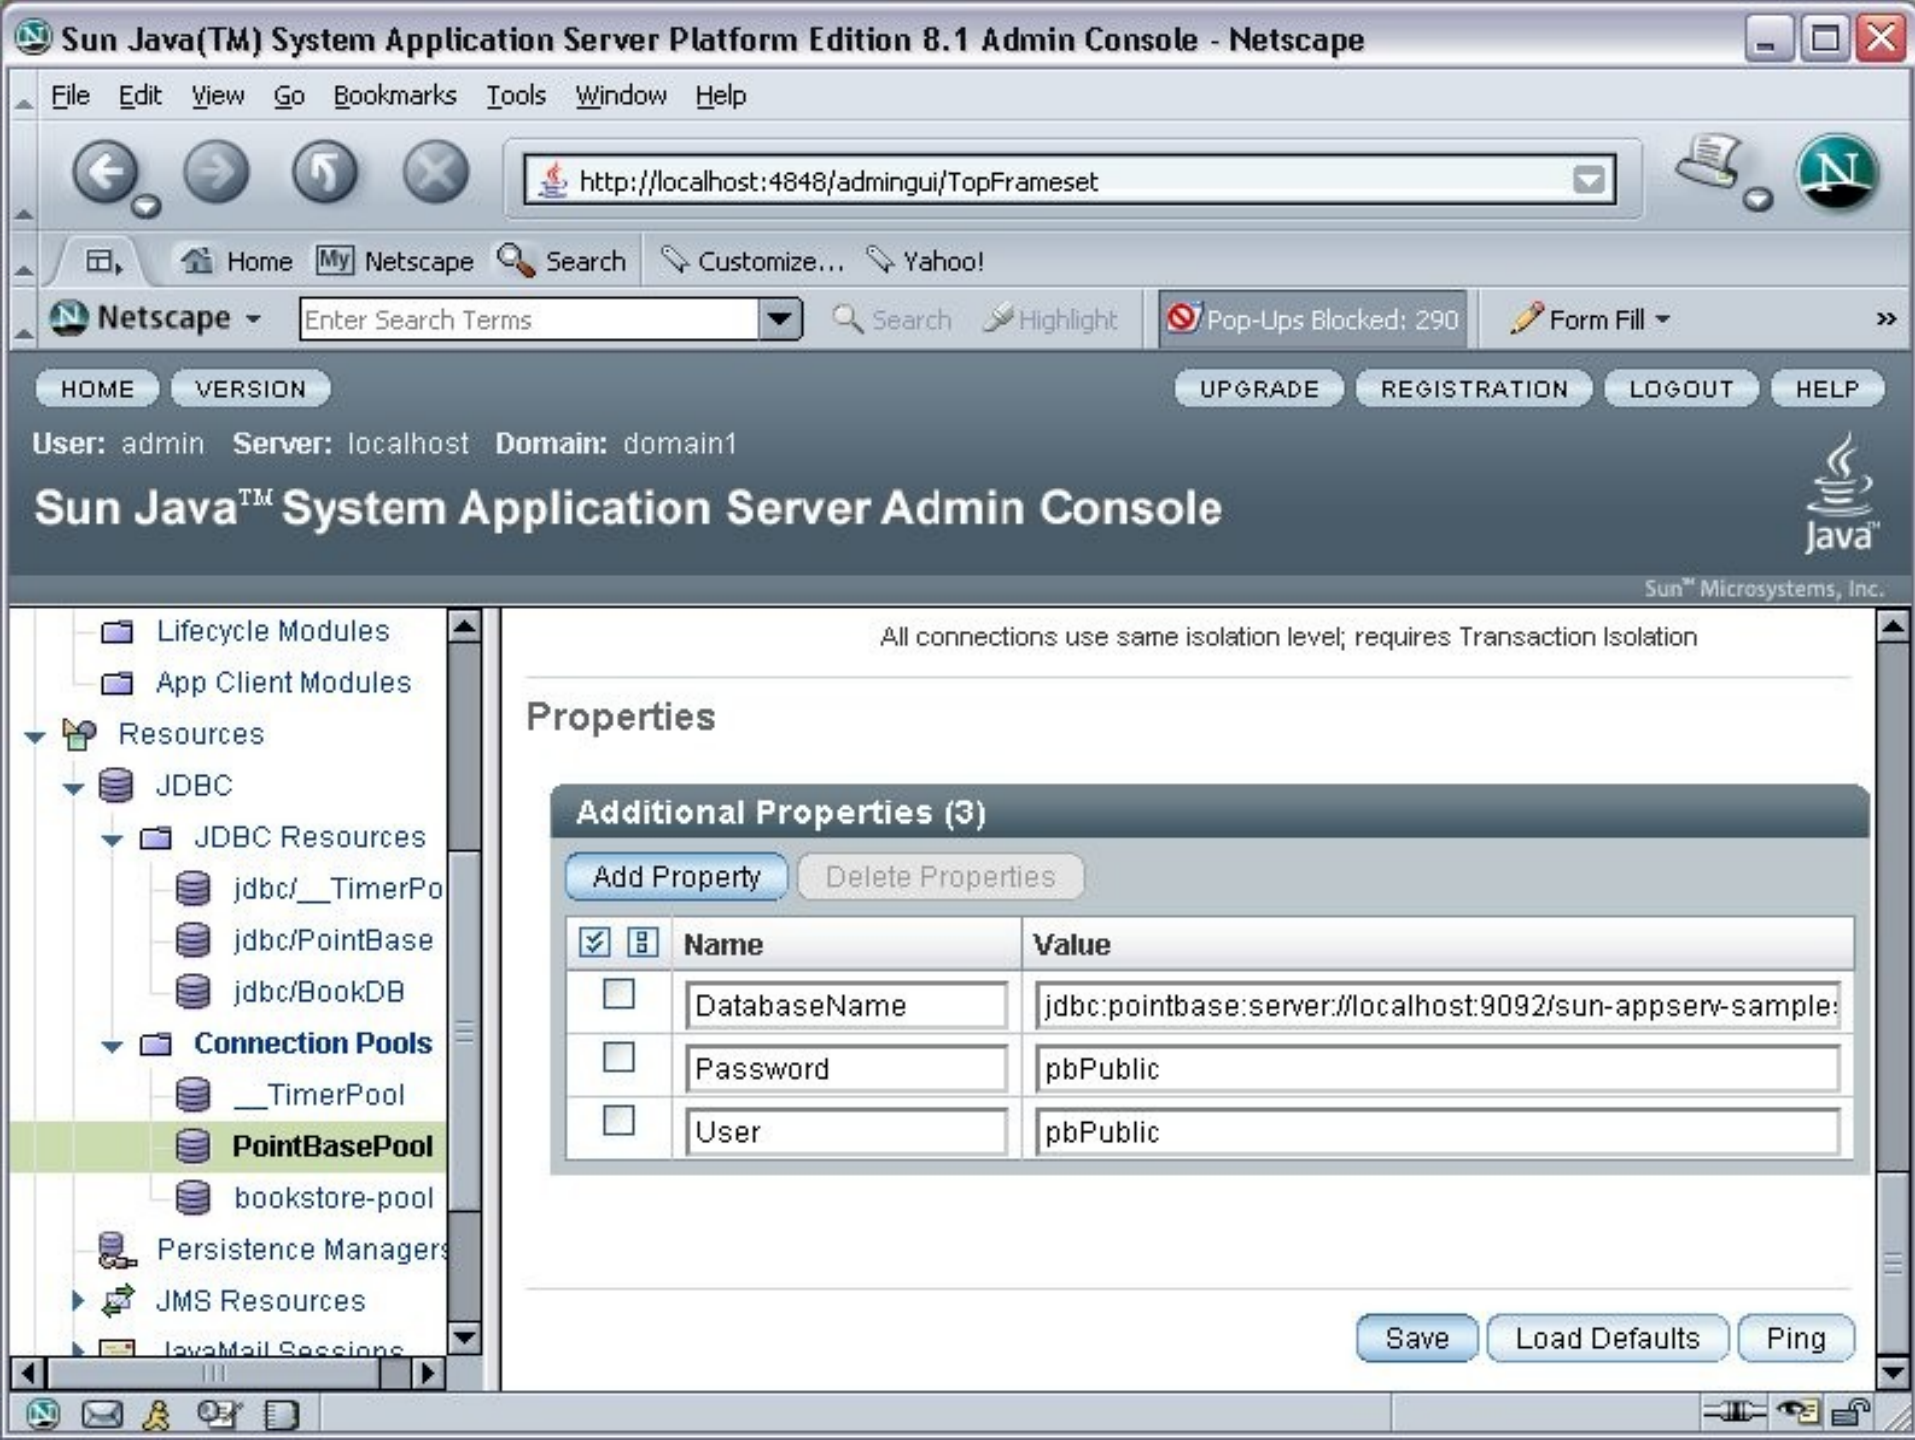 Sun Java(TM) System Application Server Platform Edition 8.1 Admin Console - Netscape
File Edit View Go Bookmarks Tools Window Help
http://localhost:4848/admingui/TopFrameset
N
Home My Netscape Search Customize... Yahoo!
N Netscape Enter Search Terms Search Highlight Pop-Ups Blocked: 290 Form Fill »
HOME VERSION UPGRADE REGISTRATION LOGOUT HELP
User: admin Server: localhost Domain: domain1
Sun Java™ System Application Server Admin Console
Java™
Sun™ Microsystems, Inc.
Lifecycle Modules
App Client Modules
Resources
JDBC
JDBC Resources
jdbc/__TimerPo
jdbc/PointBase
jdbc/BookDB
Connection Pools
__TimerPool
PointBasePool
bookstore-pool
Persistence Managers
JMS Resources
JavaMail Sessions
All connections use same isolation level; requires Transaction Isolation
Properties
Additional Properties (3)
Add Property Delete Properties
Name Value
DatabaseName jdbc:pointbase:server://localhost:9092/sun-appserv-samples
Password pbPublic
User pbPublic
Save Load Defaults Ping